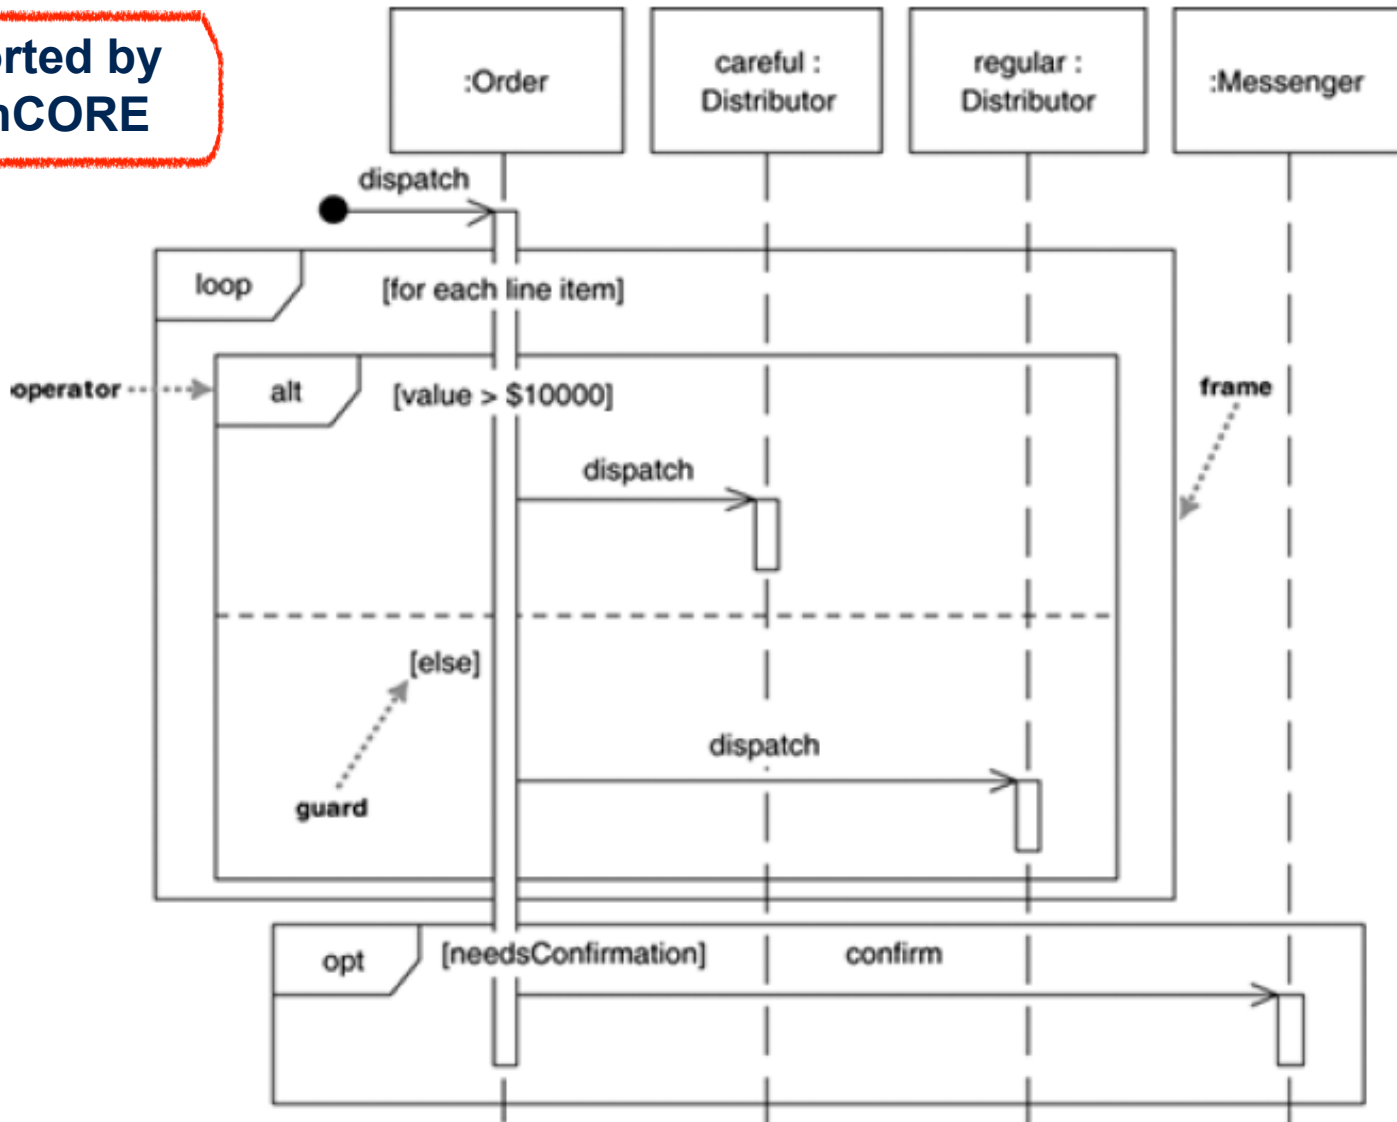 orted by
nCORE
:Order
careful :
Distributor
regular :
Distributor
:Messenger
dispatch
loop
[for each line item]
operator
alt
[value > $10000]
frame
dispatch
[else]
dispatch
guard
opt
[needsConfirmation]
confirm